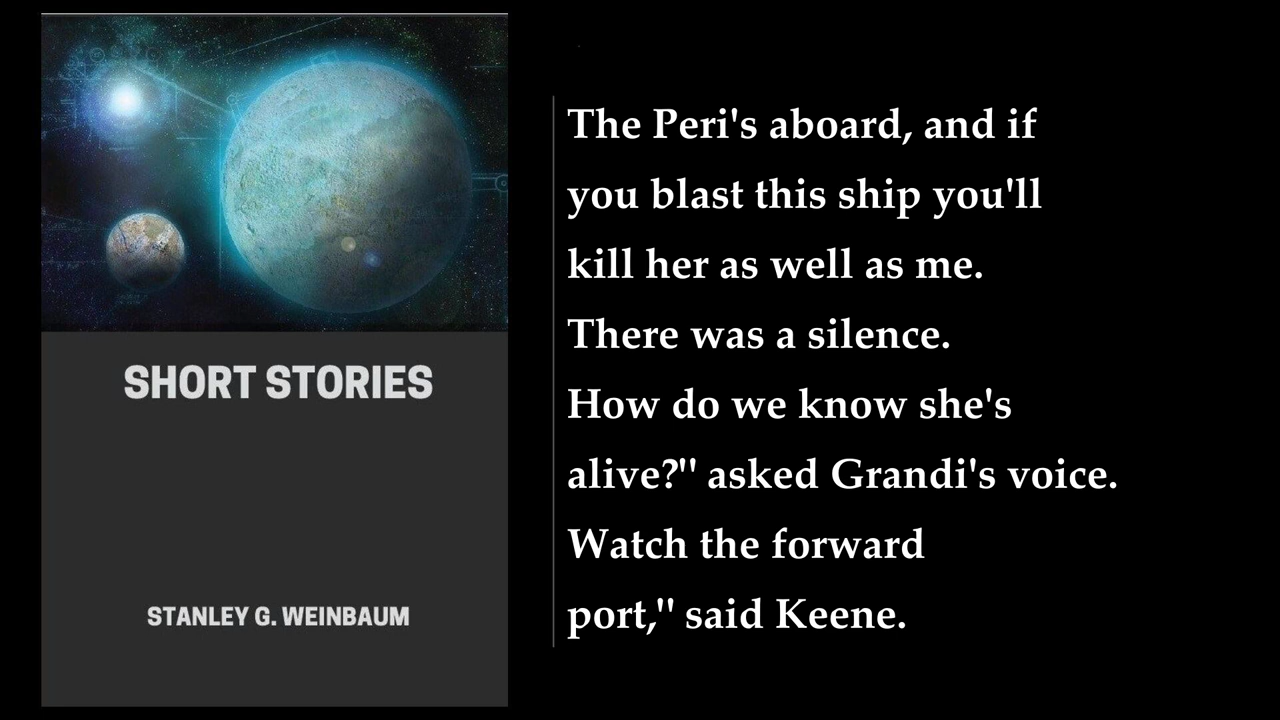 SHORT STORIES
STANLEY G. WEINBAUM
The Peri's aboard, and if
you blast this ship you'll
kill her as well as me.
There was a silence.
How do we know she's
alive?" asked Grandi's voice.
Watch the forward
port," said Keene.